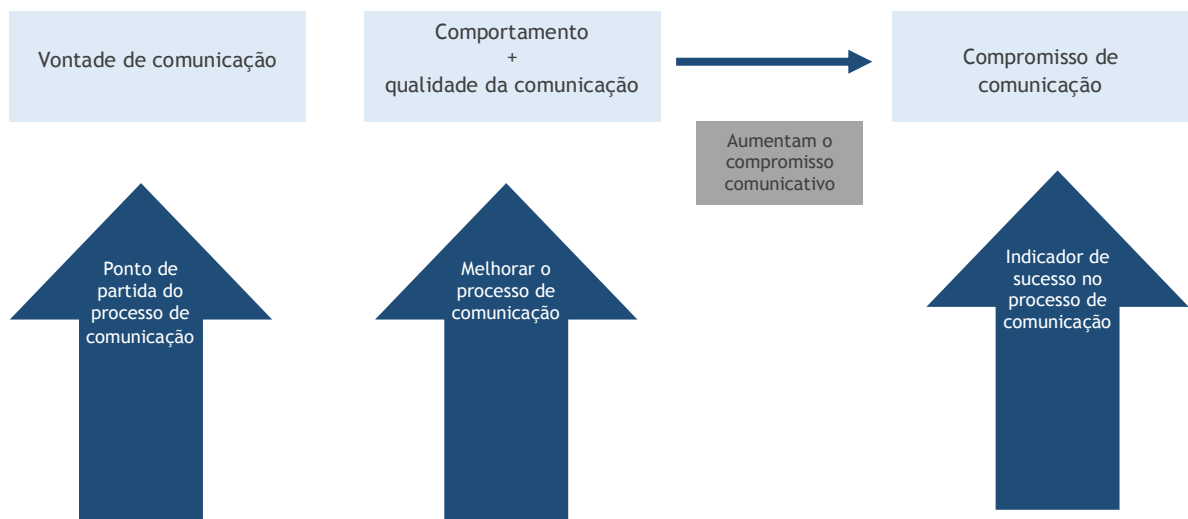 Vontade de comunicação
Comportamento
+
qualidade da comunicação
Compromisso de
comunicação
Aumentam o
compromisso
comunicativo
Ponto de
partida do
processo de
comunicação
Melhorar o
processo de
comunicação
Indicador de
sucesso no
processo de
comunicação